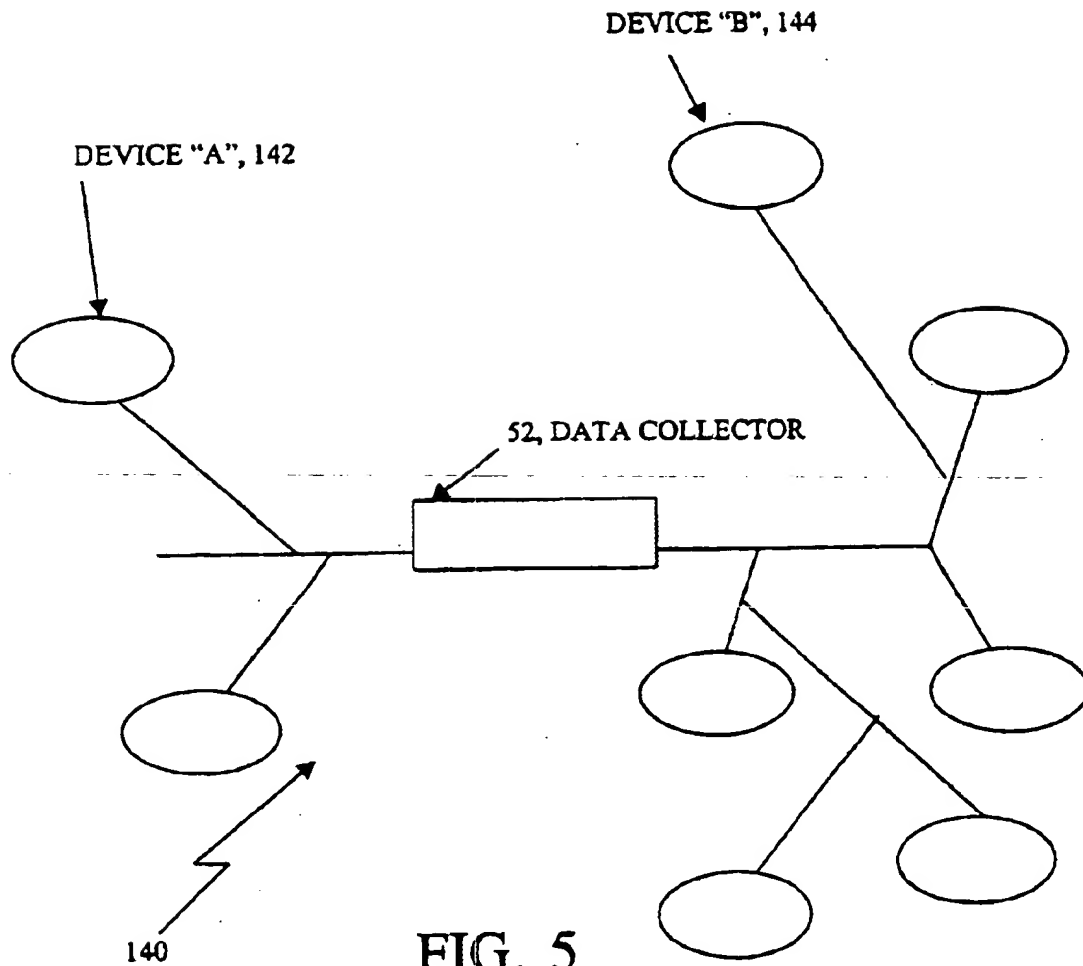 DEVICE "B", 144
DEVICE "A", 142
52, DATA COLLECTOR
140
FIG. 5